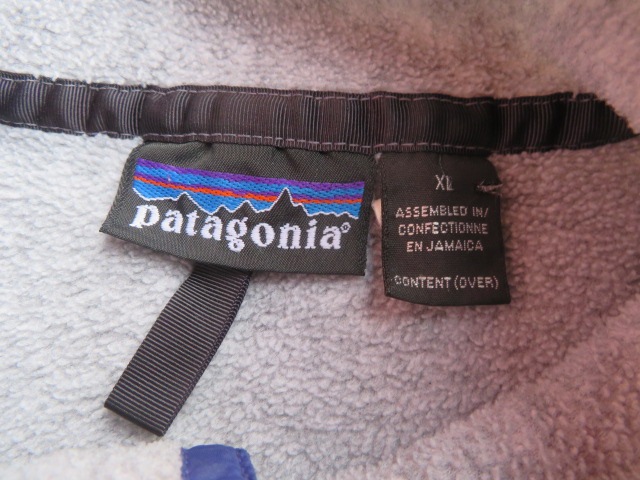 patagonia®
XL
ASSEMBLED IN/
CONFECTIONNE
EN JAMAICA
CONTENT (OVER)